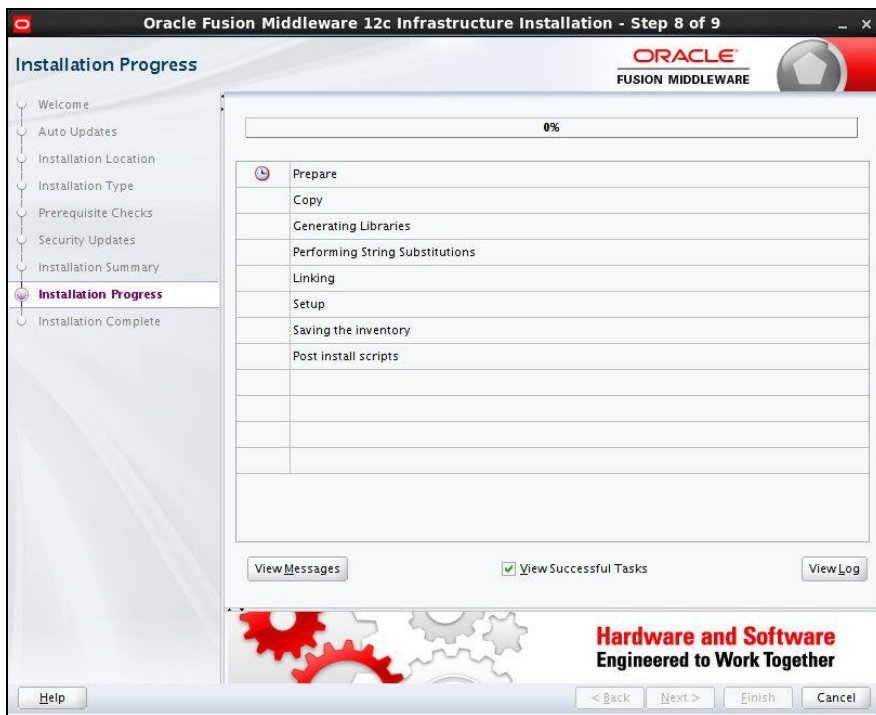 Oracle Fusion Middleware 12c Infrastructure Installation - Step 8 of 9
Installation Progress
ORACLE
FUSION MIDDLEWARE
Welcome
Auto Updates
Installation Location
Installation Type
Prerequisite Checks
Security Updates
Installation Summary
Installation Progress
Installation Complete
0%
Prepare
Copy
Generating Libraries
Performing String Substitutions
Linking
Setup
Saving the inventory
Post install scripts
View Messages
View Successful Tasks
View Log
Hardware and Software
Engineered to Work Together
Help
< Back
Next >
Finish
Cancel